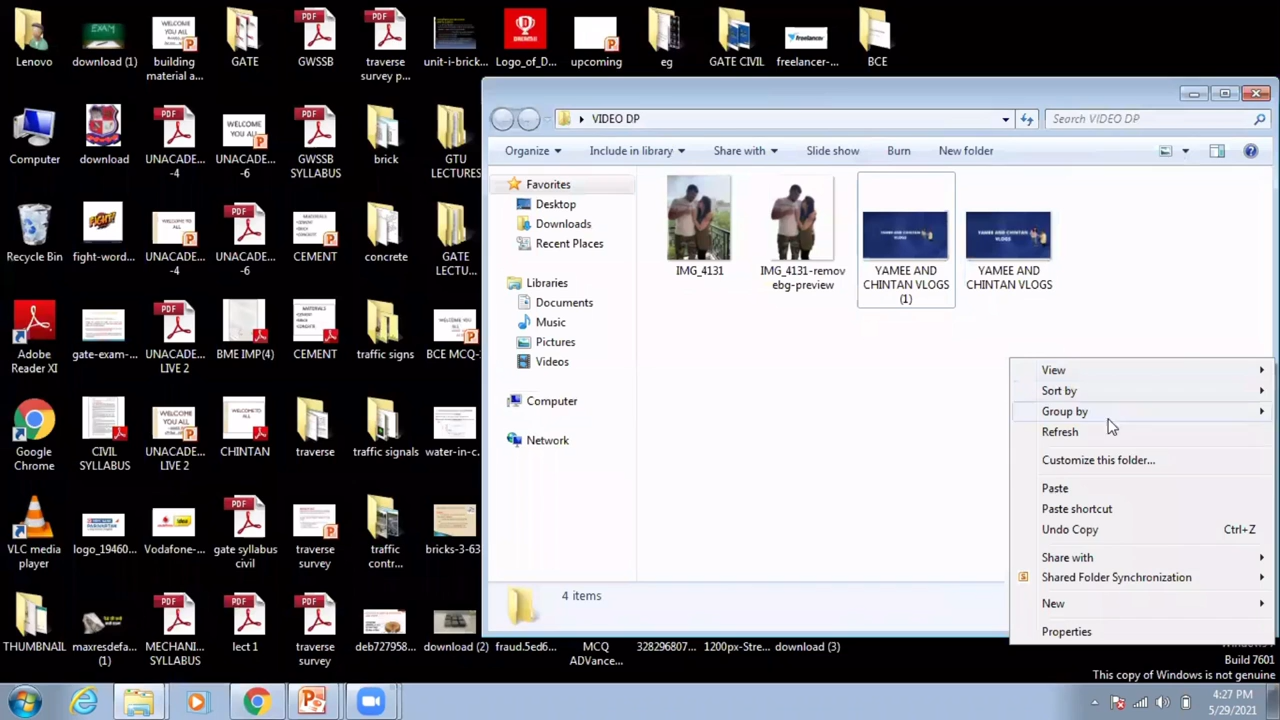 Lenovo
download (1)
building
material a...
GATE
GWSSB
traverse
survey p...
unit-i-brick...
Logo_of_D...
upcoming
eg
GATE CIVIL
freelancer-...
BCE
Computer
download
UNACADE...
-4
UNACADE...
-6
GWSSB
SYLLABUS
brick
GTU
LECTURES
Recycle Bin
fight-word...
UNACADE...
-4
UNACADE...
-6
CEMENT
concrete
GATE
LECTU...
Adobe
Reader XI
gate-exam-...
UNACADE...
LIVE 2
BME IMP(4)
CEMENT
traffic signs
BCE MCQ-
Google
Chrome
CIVIL
SYLLABUS
UNACADE...
LIVE 2
CHINTAN
traverse
traffic signals
water-in-c...
VLC media
player
logo_19460...
Vodafone-...
gate syllabus
civil
traverse
survey
traffic
contr...
bricks-3-63
THUMBNAIL
maxresdefa...
(1)
MECHANI...
SYLLABUS
lect 1
traverse
survey
deb727958...
download (2)
fraud.5ed6...
MCQ
ADVance...
328296807...
1200px-Stre...
download (3)
VIDEO DP
Search VIDEO DP
Organize
Include in library
Share with
Slide show
Burn
New folder
Favorites
Desktop
Downloads
Recent Places
Libraries
Documents
Music
Pictures
Videos
Computer
Network
IMG_4131
IMG_4131-remov
ebg-preview
YAMEE AND
CHINTAN VLOGS
(1)
YAMEE AND
CHINTAN VLOGS
View
Sort by
Group by
Refresh
Customize this folder...
Paste
Paste shortcut
Undo Copy
Ctrl+Z
Share with
Shared Folder Synchronization
New
Properties
4 items
Build 7601
This copy of Windows is not genuine
4:27 PM
5/29/2021